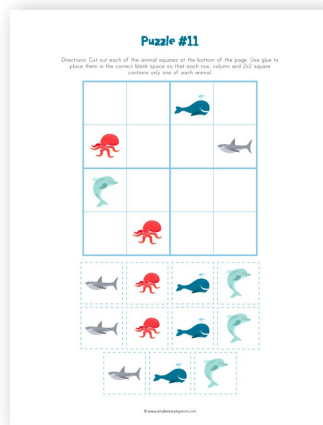 Puzzle #11
Directions: Cut out each of the animal squares at the bottom of the page. Use glue to
place them in the correct blank space so that each row, column and 2x2 square
contains only one of each animal.